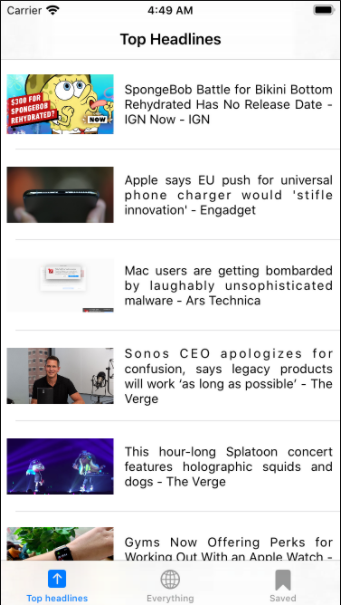 Carrier
4:49 AM
Top Headlines
$300 FOR
SPONGEBOB
REHYDRATED?
NOW
SpongeBob Battle for Bikini Bottom
Rehydrated Has No Release Date -
IGN Now - IGN
Apple says EU push for universal
phone charger would 'stifle
innovation' - Engadget
Mac users are getting bombarded
by laughably unsophisticated
malware - Ars Technica
Sonos CEO apologizes for
confusion, says legacy products
will work ‘as long as possible’ - The
Verge
This hour-long Splatoon concert
features holographic squids and
dogs - The Verge
Gyms Now Offering Perks for
Working Out With an Apple Watch -
Top headlines
Everything
Saved